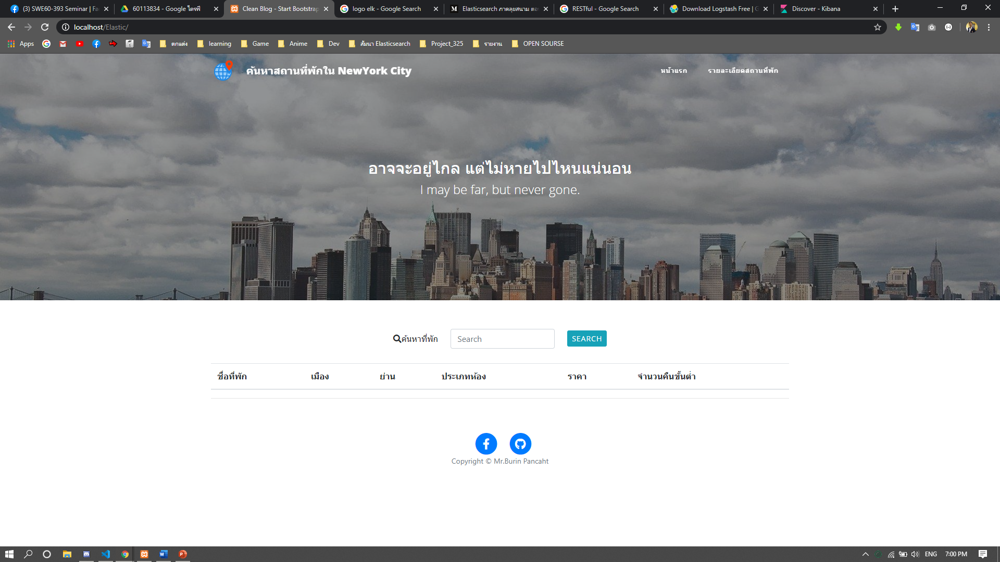 (3) SWE60-393 Seminar | Fa
60113834 - Google ไดรฟ์
Clean Blog - Start Bootstrap
logo elk - Google Search
Elasticsearch ภาคลุยสนาม ตอน
RESTful - Google Search
Download Logstash Free | G
Discover - Kibana
localhost/Elastic/
Apps
ตกแต่ง
learning
Game
Anime
Dev
สัมนา Elasticsearch
Project_325
รายงาน
OPEN SOURSE
ค้นหาสถานที่พักใน NewYork City
หน้าแรก
รายละเอียดสถานที่พัก
อาจจะอยู่ไกล แต่ไม่หายไปไหนแน่นอน
I may be far, but never gone.
ค้นหาที่พัก
Search
SEARCH
ชื่อที่พัก เมือง ย่าน ประเภทห้อง ราคา จำนวนคืนขั้นต่ำ
Copyright © Mr.Burin Pancaht
ENG
7:00 PM